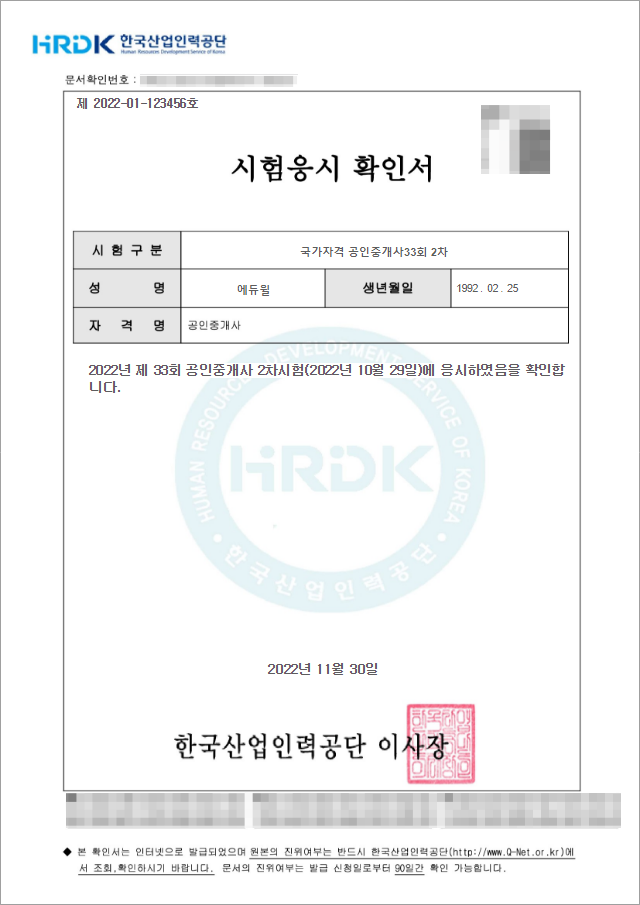 HRDK 한국산업인력공단
Human Resources Development Service of Korea
문서확인번호 :
제 2022-01-123456호
시험응시 확인서
시 험 구 분 국가자격 공인중개사33회 2차
성 명 에듀윌 생년월일 1992. 02. 25
자 격 명 공인중개사
2022년 제 33회 공인중개사 2차시험(2022년 10월 29일)에 응시하였음을 확인합
니다.
HUMAN RESOURCES DEVELOPMENT SERVICE OF KOREA
HRDK
한국산업인력공단
2022년 11월 30일
한국산업인력공단 이사장
◆ 본 확인서는 인터넷으로 발급되었으며 원본의 진위여부는 반드시 한국산업인력공단(http://www.Q-Net.or.kr)에
서 조회,확인하시기 바랍니다. 문서의 진위여부는 발급 신청일로부터 90일간 확인 가능합니다.